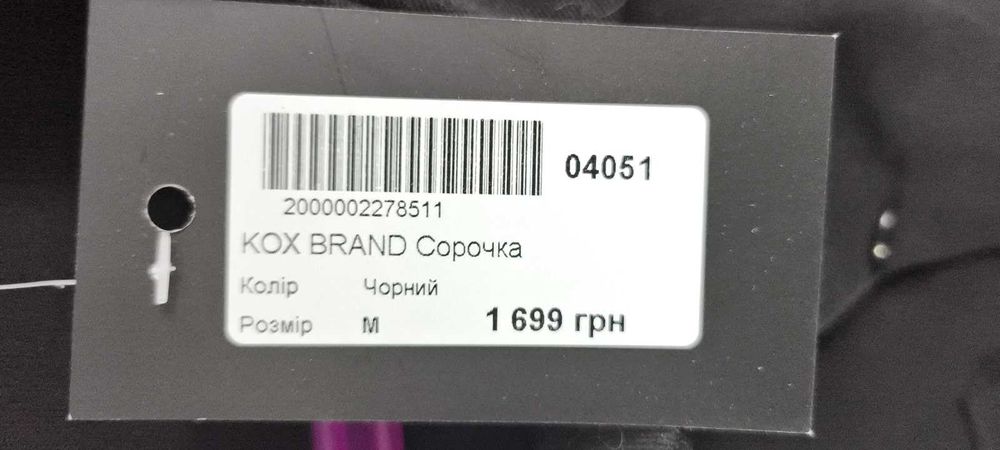 04051
2000002278511
KOX BRAND Сорочка
Колір Чорний
Розмір М 1 699 грн